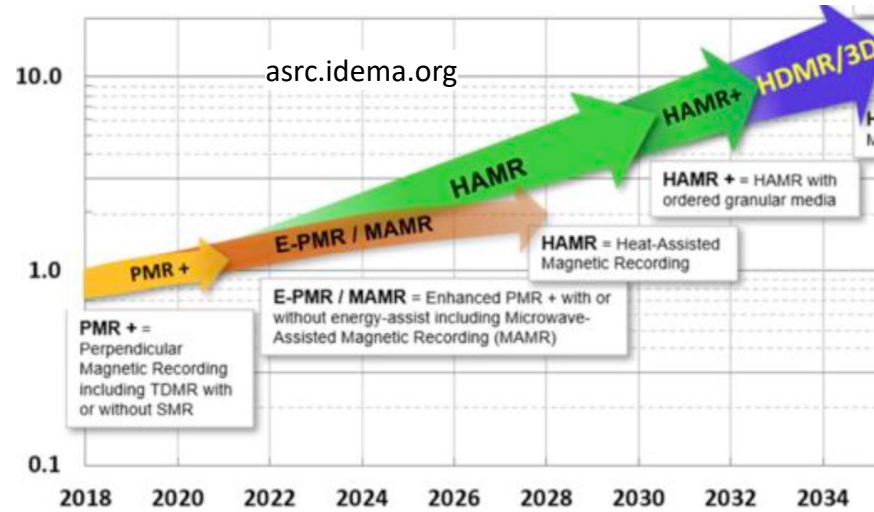 asrc.idema.org
10.0
1.0
0.1
HDMR/3D
HAMR+
HAMR
E-PMR / MAMR
PMR +
HAMR + = HAMR with
ordered granular media
HAMR = Heat-Assisted
Magnetic Recording
E-PMR / MAMR = Enhanced PMR + with or
without energy-assist including Microwave-
Assisted Magnetic Recording (MAMR)
PMR + =
Perpendicular
Magnetic Recording
including TDMR with
or without SMR
2018 2020 2022 2024 2026 2028 2030 2032 2034